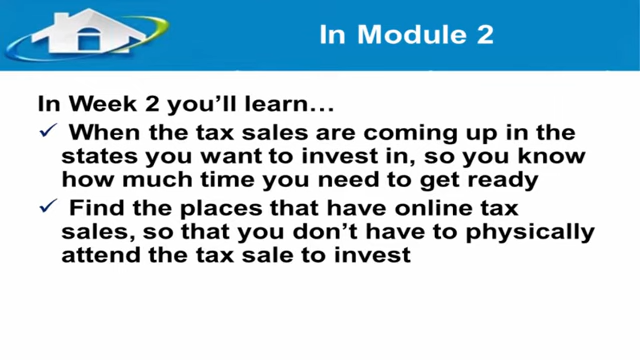 In Module 2
In Week 2 you'll learn…
✓ When the tax sales are coming up in the
states you want to invest in, so you know
how much time you need to get ready
✓ Find the places that have online tax
sales, so that you don't have to physically
attend the tax sale to invest